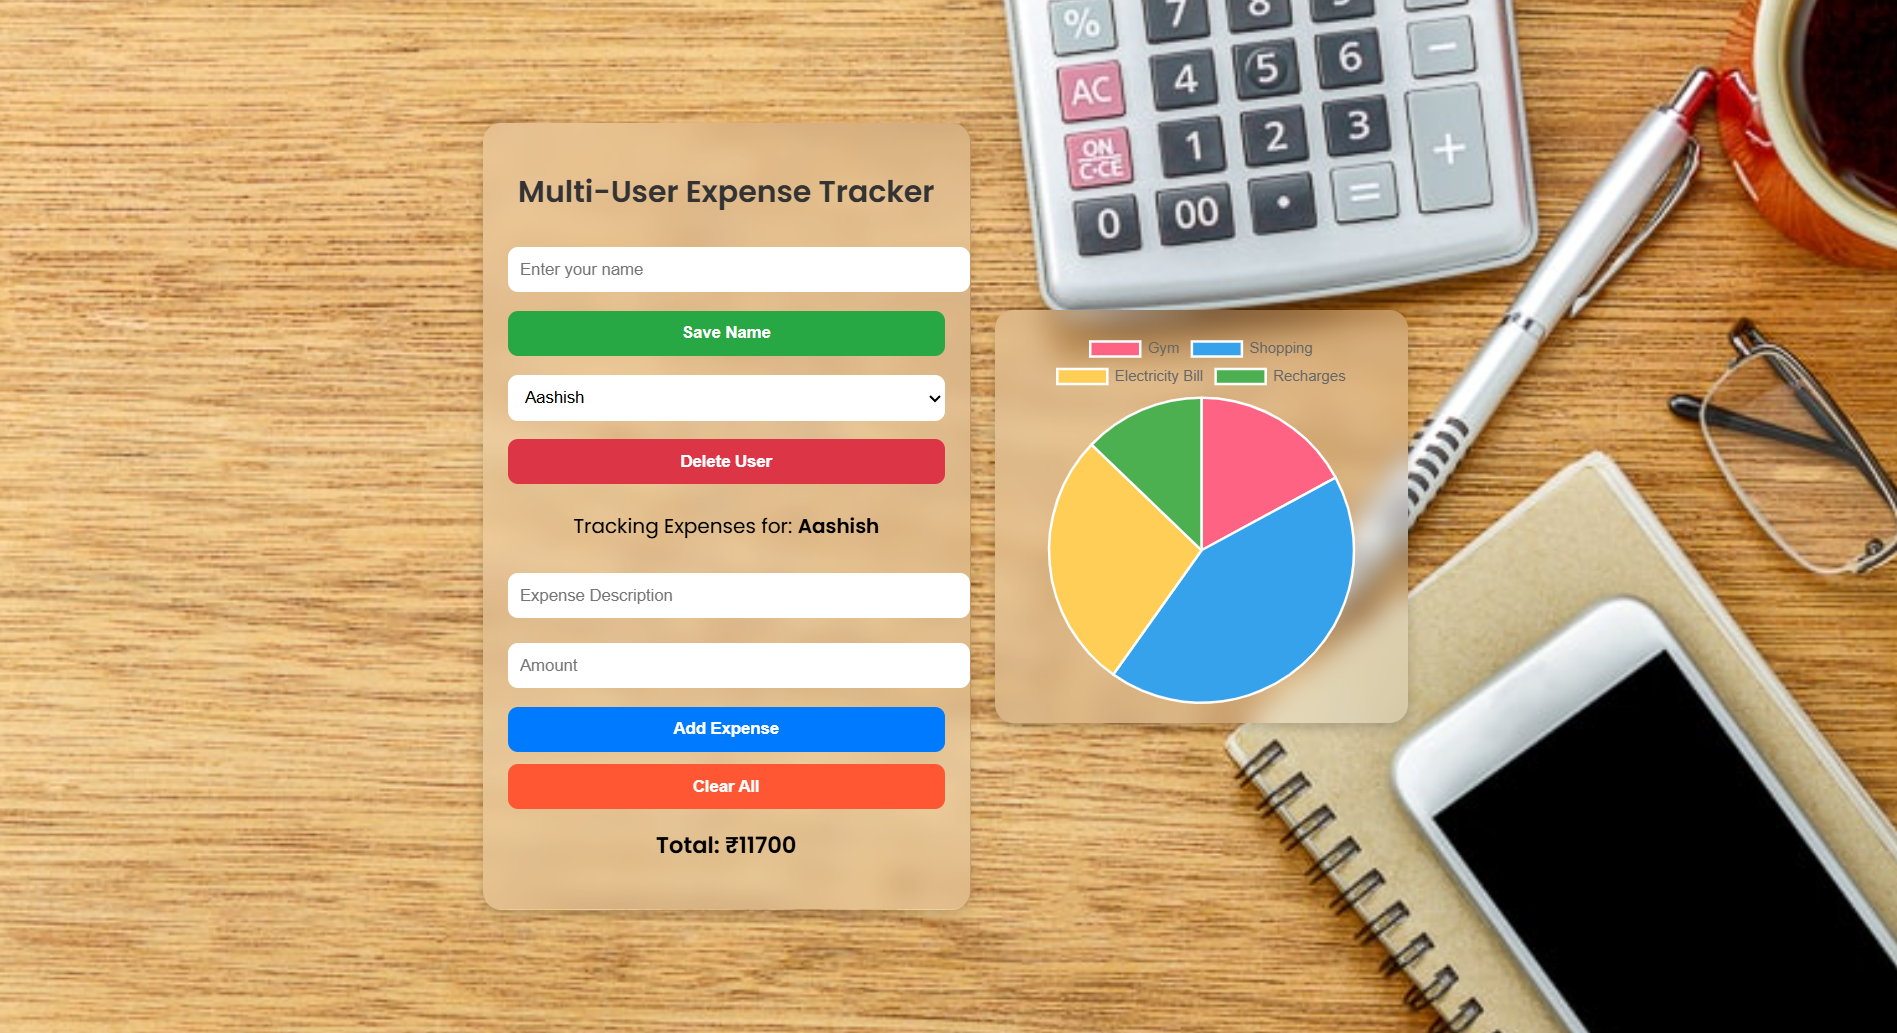 % 7 8
AC 4 5 6 −
ON
C·CE 1 2 3 +
0 00 • =
Multi-User Expense Tracker
Enter your name
Save Name
Aashish
Delete User
Tracking Expenses for: Aashish
Expense Description
Amount
Add Expense
Clear All
Total: ₹11700
Gym Shopping
Electricity Bill Recharges